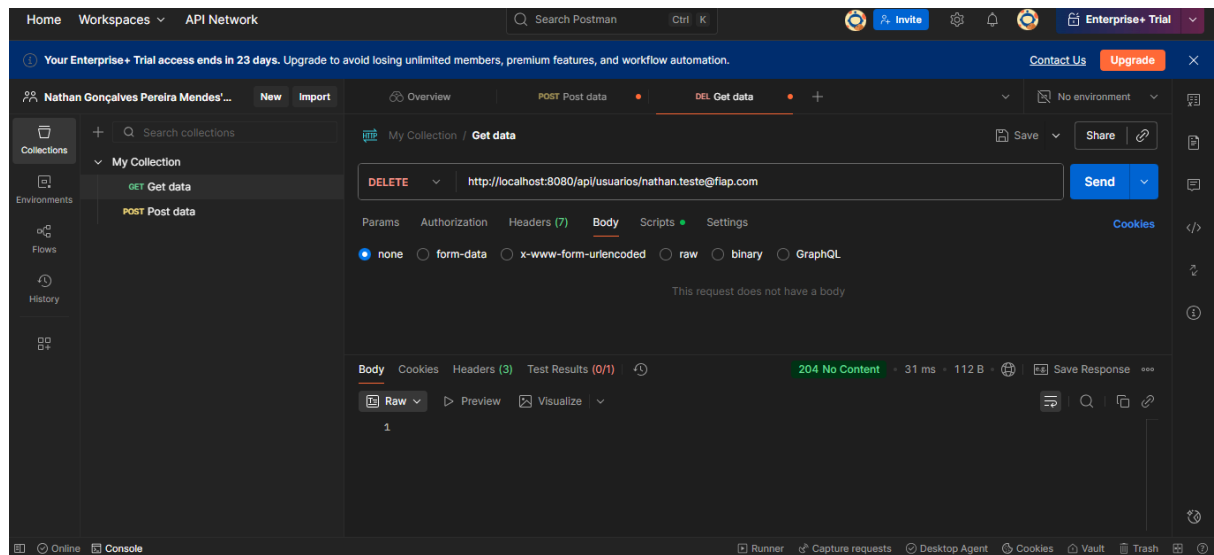 Home Workspaces API Network Search Postman Ctrl K Invite Enterprise+ Trial
Your Enterprise+ Trial access ends in 23 days. Upgrade to avoid losing unlimited members, premium features, and workflow automation. Contact Us Upgrade
Nathan Gonçalves Pereira Mendes'... New Import Overview POST Post data DEL Get data No environment
Collections Search collections My Collection / Get data Save Share
My Collection
GET Get data DELETE http://localhost:8080/api/usuarios/nathan.teste@fiap.com Send
Environments
POST Post data
Params Authorization Headers (7) Body Scripts Settings Cookies
Flows
none form-data x-www-form-urlencoded raw binary GraphQL
History
This request does not have a body
Body Cookies Headers (3) Test Results (0/1) 204 No Content 31 ms 112 B Save Response
Raw Preview Visualize
1
Online Console Runner Capture requests Desktop Agent Cookies Vault Trash